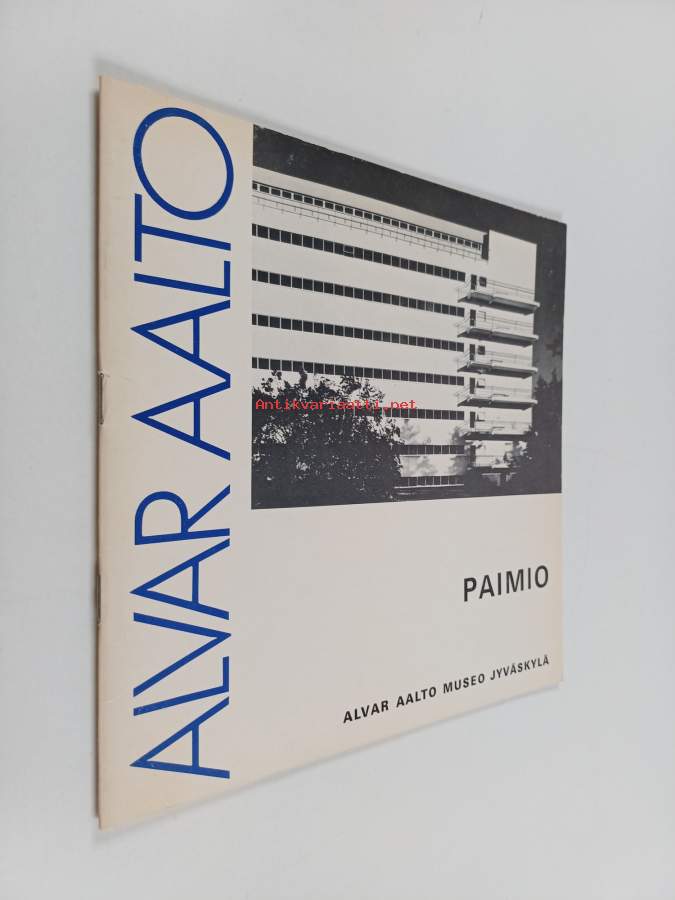 ALVAR AALTO
Antikvariaatti.net
PAIMIO
ALVAR AALTO MUSEO JYVÄSKYLÄ